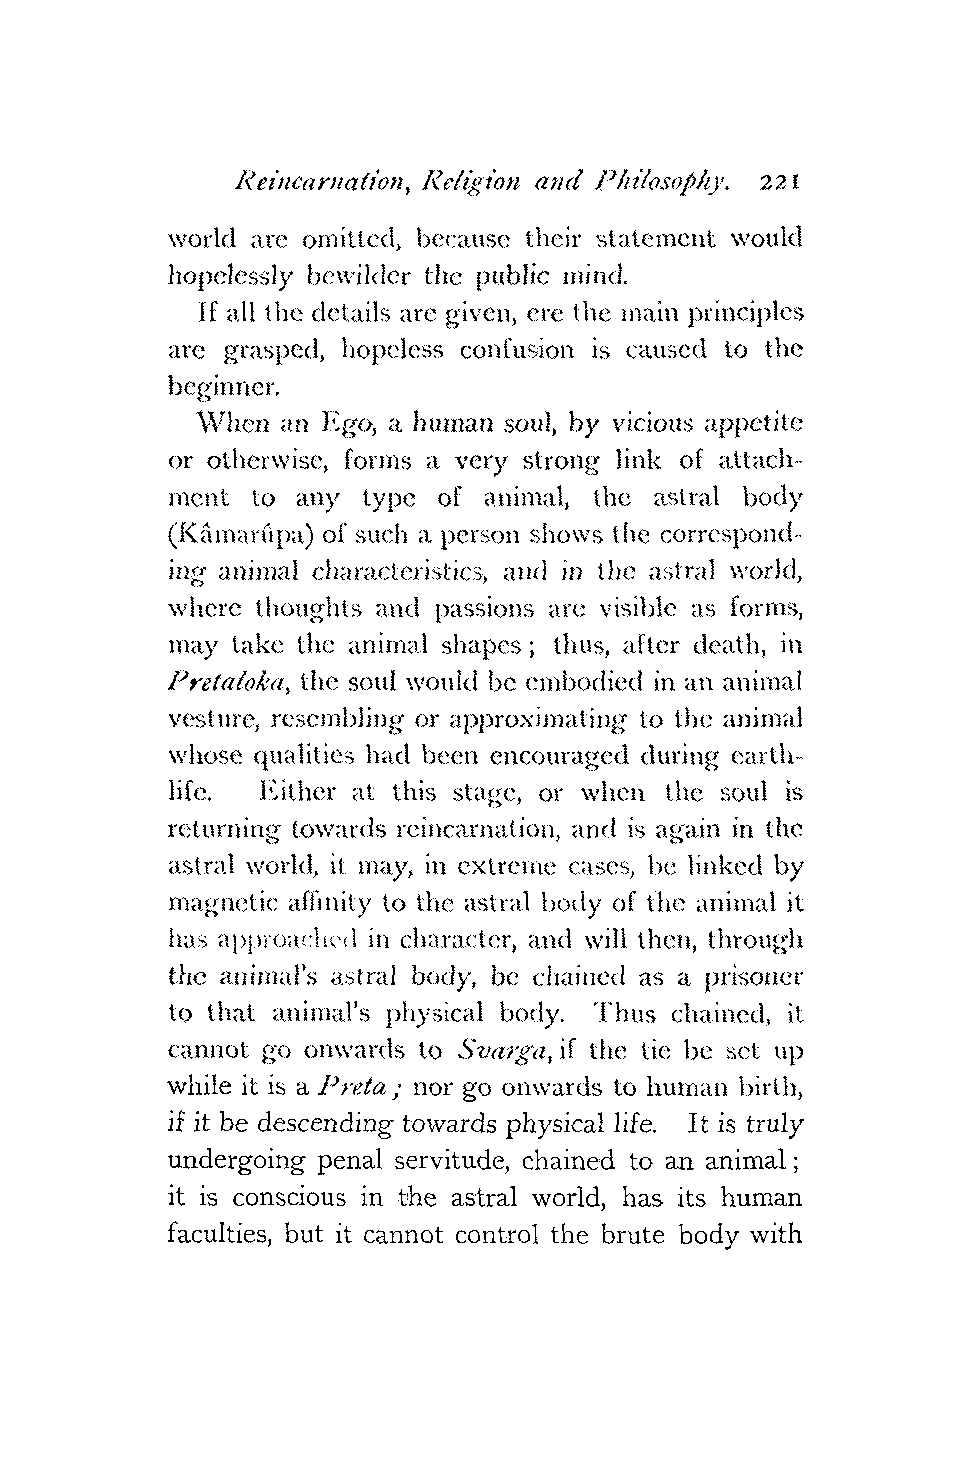 Reincarnation, Religion and Philosophy. 221
world are omitted, because their statement would
hopelessly bewilder the public mind.
If all the details are given, ere the main principles
are grasped, hopeless confusion is caused to the
beginner.
When an Ego, a human soul, by vicious appetite
or otherwise, forms a very strong link of attach-
ment to any type of animal, the astral body
(Kâmarûpa) of such a person shows the correspond-
ing animal characteristics, and in the astral world,
where thoughts and passions are visible as forms,
may take the animal shapes; thus, after death, in
Pretaloka, the soul would be embodied in an animal
vesture, resembling or approximating to the animal
whose qualities had been encouraged during earth-
life. Either at this stage, or when the soul is
returning towards reincarnation, and is again in the
astral world, it may, in extreme cases, be linked by
magnetic affinity to the astral body of the animal it
has approached in character, and will then, through
the animal's astral body, be chained as a prisoner
to that animal's physical body. Thus chained, it
cannot go onwards to Svarga, if the tie be set up
while it is a Preta; nor go onwards to human birth,
if it be descending towards physical life. It is truly
undergoing penal servitude, chained to an animal;
it is conscious in the astral world, has its human
faculties, but it cannot control the brute body with